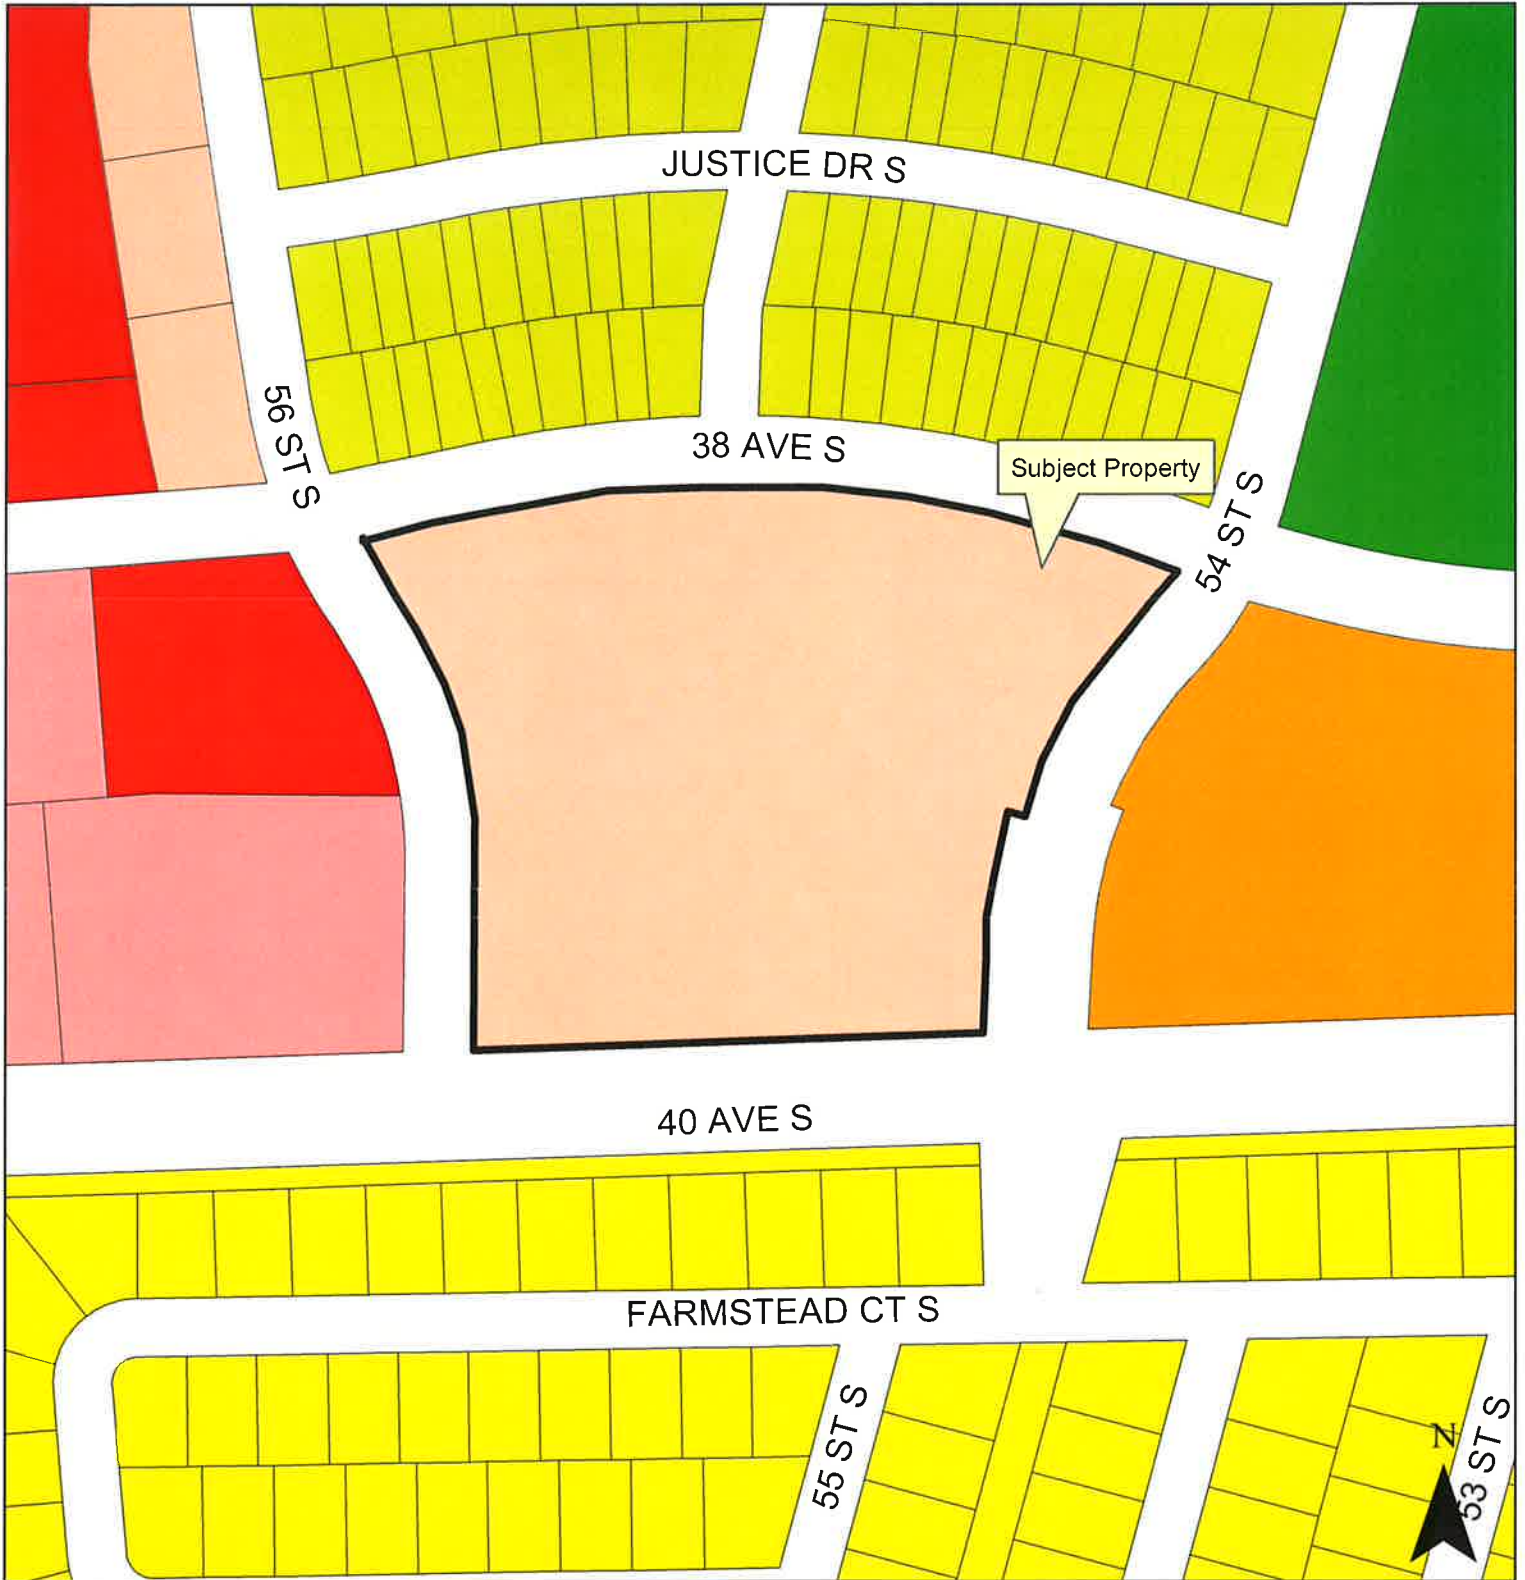 JUSTICE DR S
56 ST S
38 AVE S
Subject Property
54 ST S
40 AVE S
FARMSTEAD CT S
55 ST S
N
53 ST S